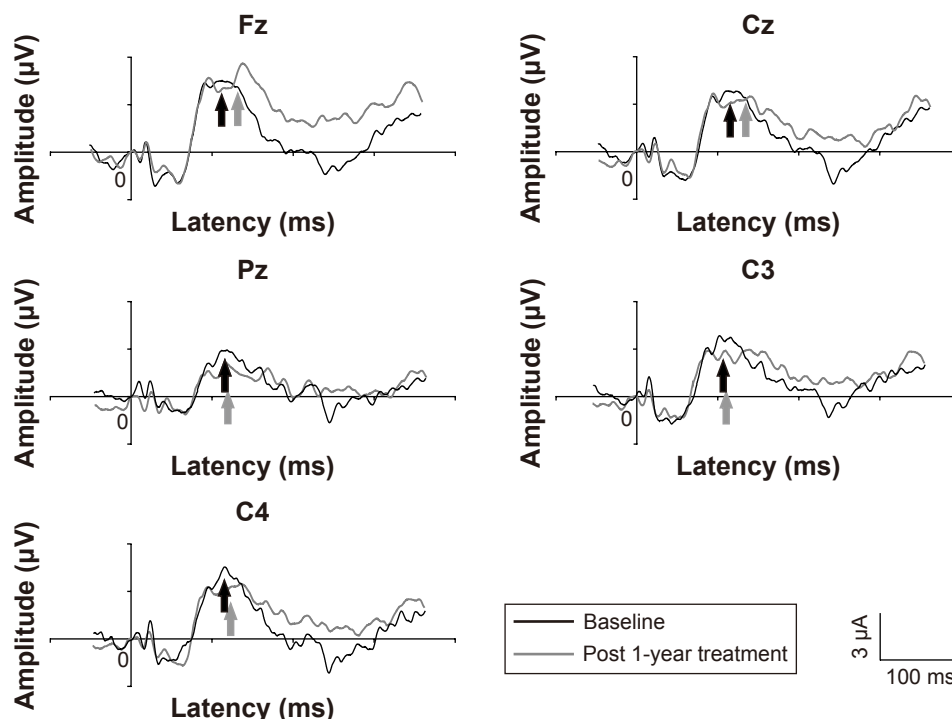 Fz
Amplitude (μV)
0
Latency (ms)
Cz
Amplitude (μV)
0
Latency (ms)
Pz
Amplitude (μV)
0
Latency (ms)
C3
Amplitude (μV)
0
Latency (ms)
C4
Amplitude (μV)
0
Latency (ms)
Baseline
Post 1-year treatment
3 μA
100 ms